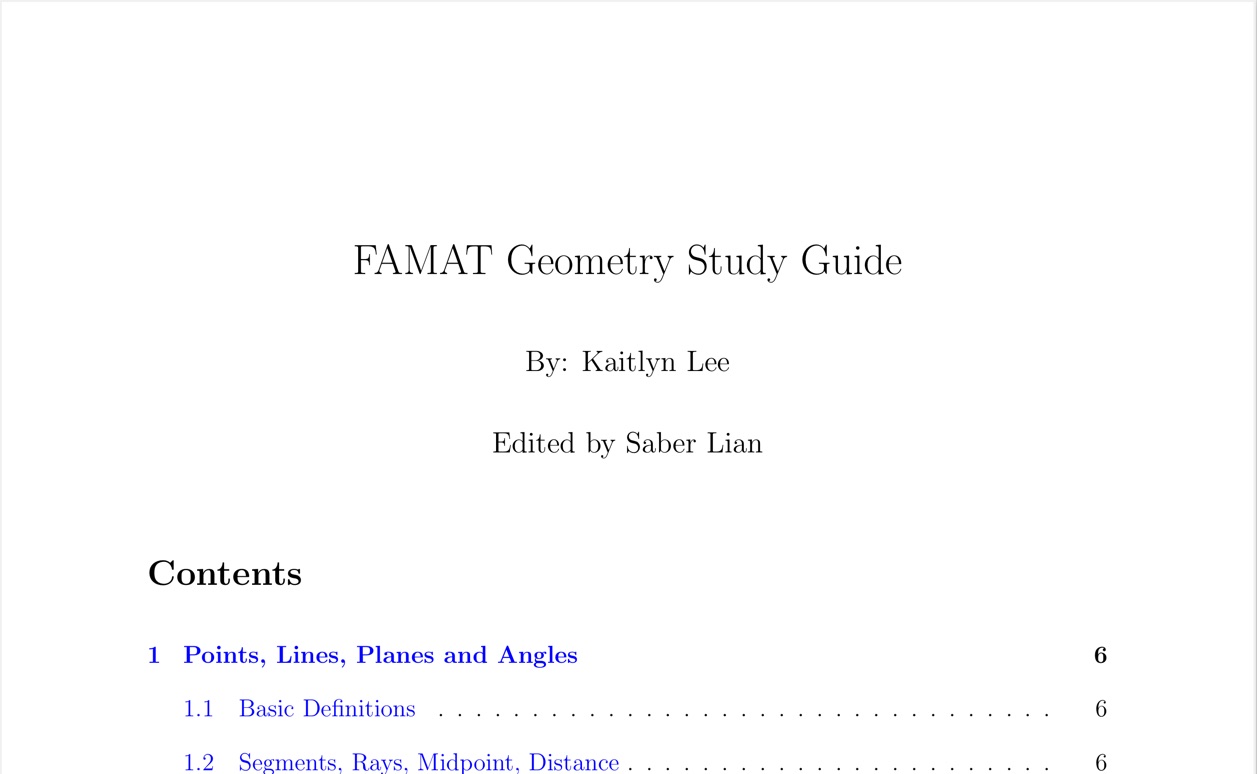 FAMAT Geometry Study Guide
By: Kaitlyn Lee
Edited by Saber Lian
Contents
1 Points, Lines, Planes and Angles 6
1.1 Basic Definitions . . . . . . . . . . . . . . . . . . . . . . . . . . . . . . . . . 6
1.2 Segments, Rays, Midpoint, Distance . . . . . . . . . . . . . . . . . . . . . . . 6